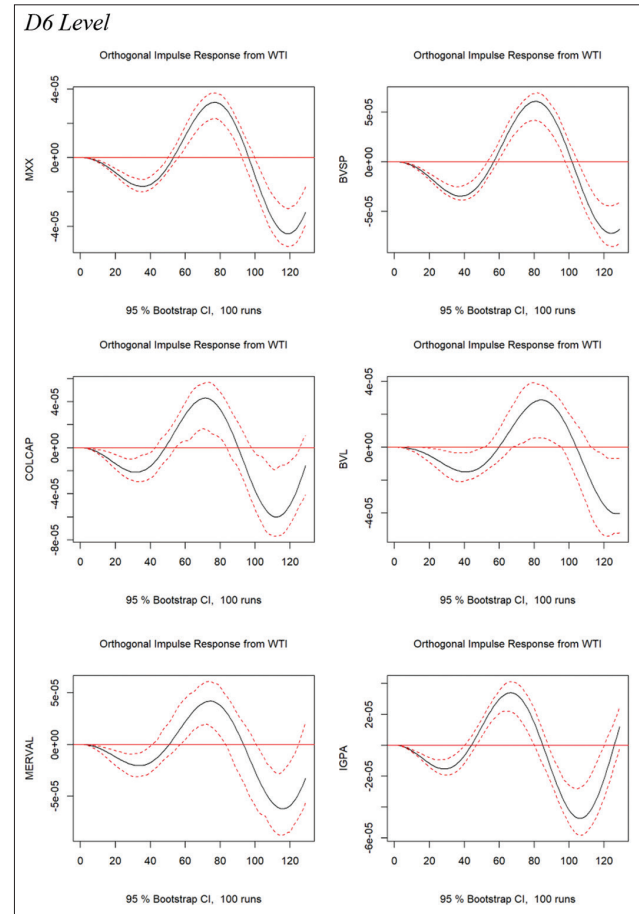 D6 Level
Orthogonal Impulse Response from WTI
MXX
4e-05
0e+00
-4e-05
0 20 40 60 80 100 120
95 % Bootstrap CI, 100 runs
Orthogonal Impulse Response from WTI
BVSP
5e-05
0e+00
-5e-05
0 20 40 60 80 100 120
95 % Bootstrap CI, 100 runs
Orthogonal Impulse Response from WTI
COLCAP
4e-05
0e+00
-4e-05
-8e-05
0 20 40 60 80 100 120
95 % Bootstrap CI, 100 runs
Orthogonal Impulse Response from WTI
BVL
4e-05
0e+00
-4e-05
0 20 40 60 80 100 120
95 % Bootstrap CI, 100 runs
Orthogonal Impulse Response from WTI
MERVAL
5e-05
0e+00
-5e-05
0 20 40 60 80 100 120
95 % Bootstrap CI, 100 runs
Orthogonal Impulse Response from WTI
IGPA
2e-05
-2e-05
-6e-05
0 20 40 60 80 100 120
95 % Bootstrap CI, 100 runs